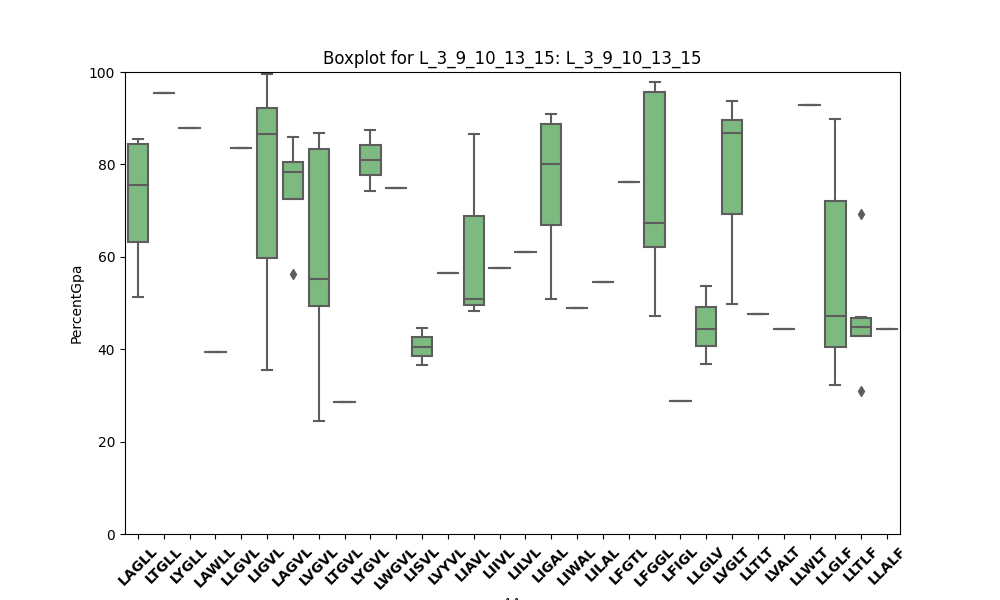 Boxplot for L_3_9_10_13_15: L_3_9_10_13_15
PercentGpa
100
80
60
40
20
0
LAGLL
LTGLL
LYGLL
LAWLL
LLGVL
LIGVL
LAGVL
LVGVL
LTGVL
LYGVL
LWGVL
LISVL
LVYVL
LIAVL
LIIVL
LILVL
LIGAL
LIWAL
LILAL
LFGTL
LFGGL
LFIGL
LLGLV
LVGLT
LLTLT
LVALT
LLWLT
LLGLF
LLTLF
LLALF